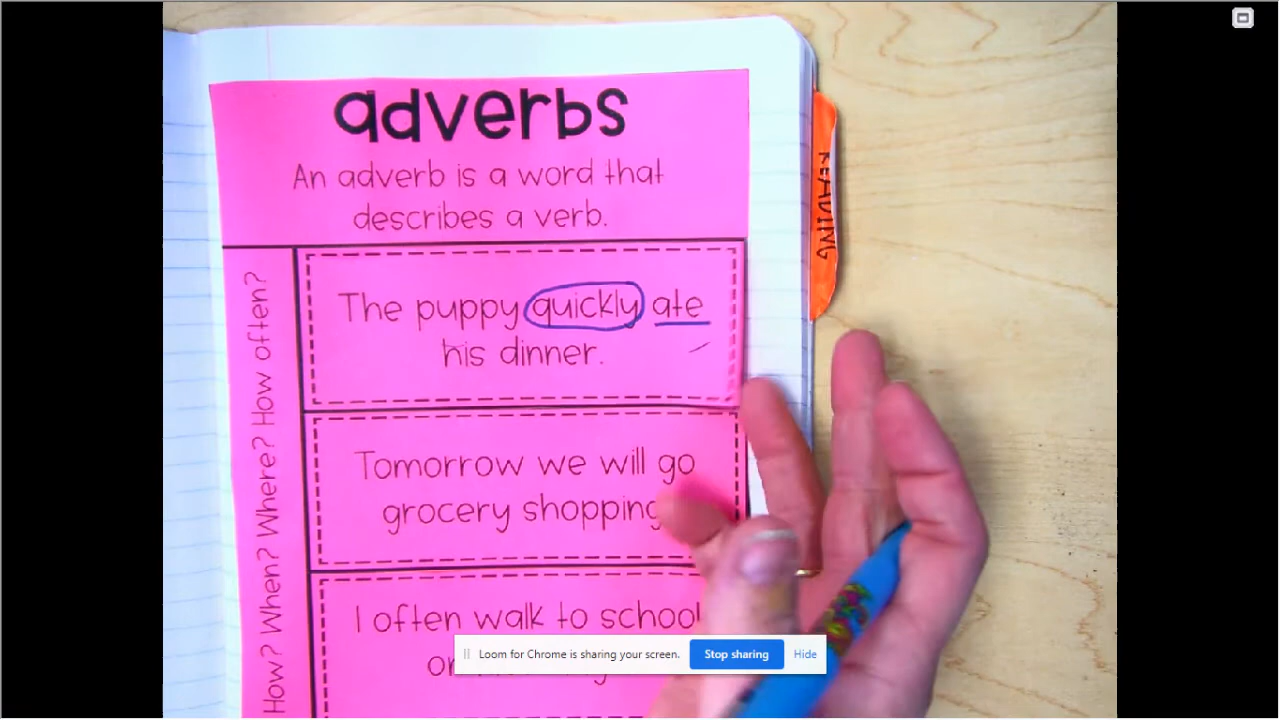 adverbs
An adverb is a word that
describes a verb.
How? When? Where? How often?
The puppy quickly ate
his dinner.
Tomorrow we will go
grocery shopping
I often walk to school
READING
Loom for Chrome is sharing your screen.
Stop sharing
Hide